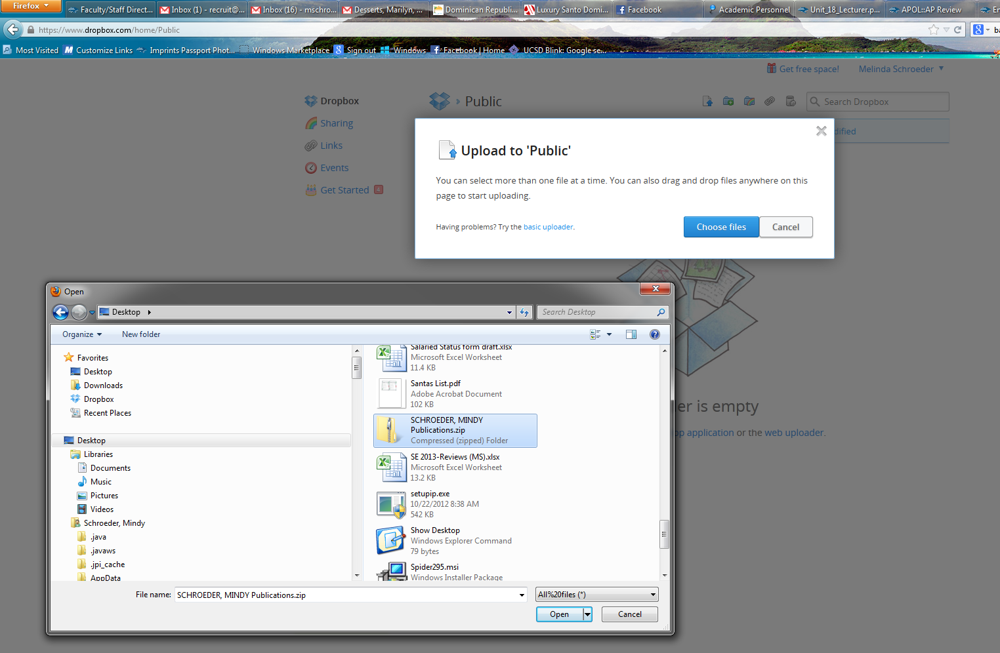 Firefox
Faculty/Staff Direct...
Inbox (1) - recruit@...
Inbox (16) - mschro...
Desserts, Marilyn, ...
Dominican Republi...
Luxury Santo Domi...
Facebook
Academic Personnel
Unit_18_Lecturer.p...
APOL::AP Review
En
https://www.dropbox.com/home/Public
Most Visited
Customize Links
Imprints Passport Phot...
Windows Marketplace
Sign out
Windows
Facebook | Home
UCSD Blink: Google se...
Get free space!
Melinda Schroeder
Dropbox
Public
Search Dropbox
Sharing
dified
Links
Events
Get Started 4
Upload to 'Public'
You can select more than one file at a time. You can also drag and drop files anywhere on this
page to start uploading.
Having problems? Try the basic uploader.
Choose files
Cancel
er is empty
op application or the web uploader.
Open
Desktop
Search Desktop
Organize
New folder
Favorites
Desktop
Downloads
Dropbox
Recent Places
Desktop
Libraries
Documents
Music
Pictures
Videos
Schroeder, Mindy
.java
.javaws
.jpi_cache
AppData
Salaried Status form draft.xlsx
Microsoft Excel Worksheet
11.4 KB
Santas List.pdf
Adobe Acrobat Document
102 KB
SCHROEDER, MINDY
Publications.zip
Compressed (zipped) Folder
SE 2013-Reviews (MS).xlsx
Microsoft Excel Worksheet
13.2 KB
setupip.exe
10/22/2012 8:38 AM
542 KB
Show Desktop
Windows Explorer Command
79 bytes
Spider295.msi
Windows Installer Package
File name: SCHROEDER, MINDY Publications.zip
All%20files (*)
Open
Cancel